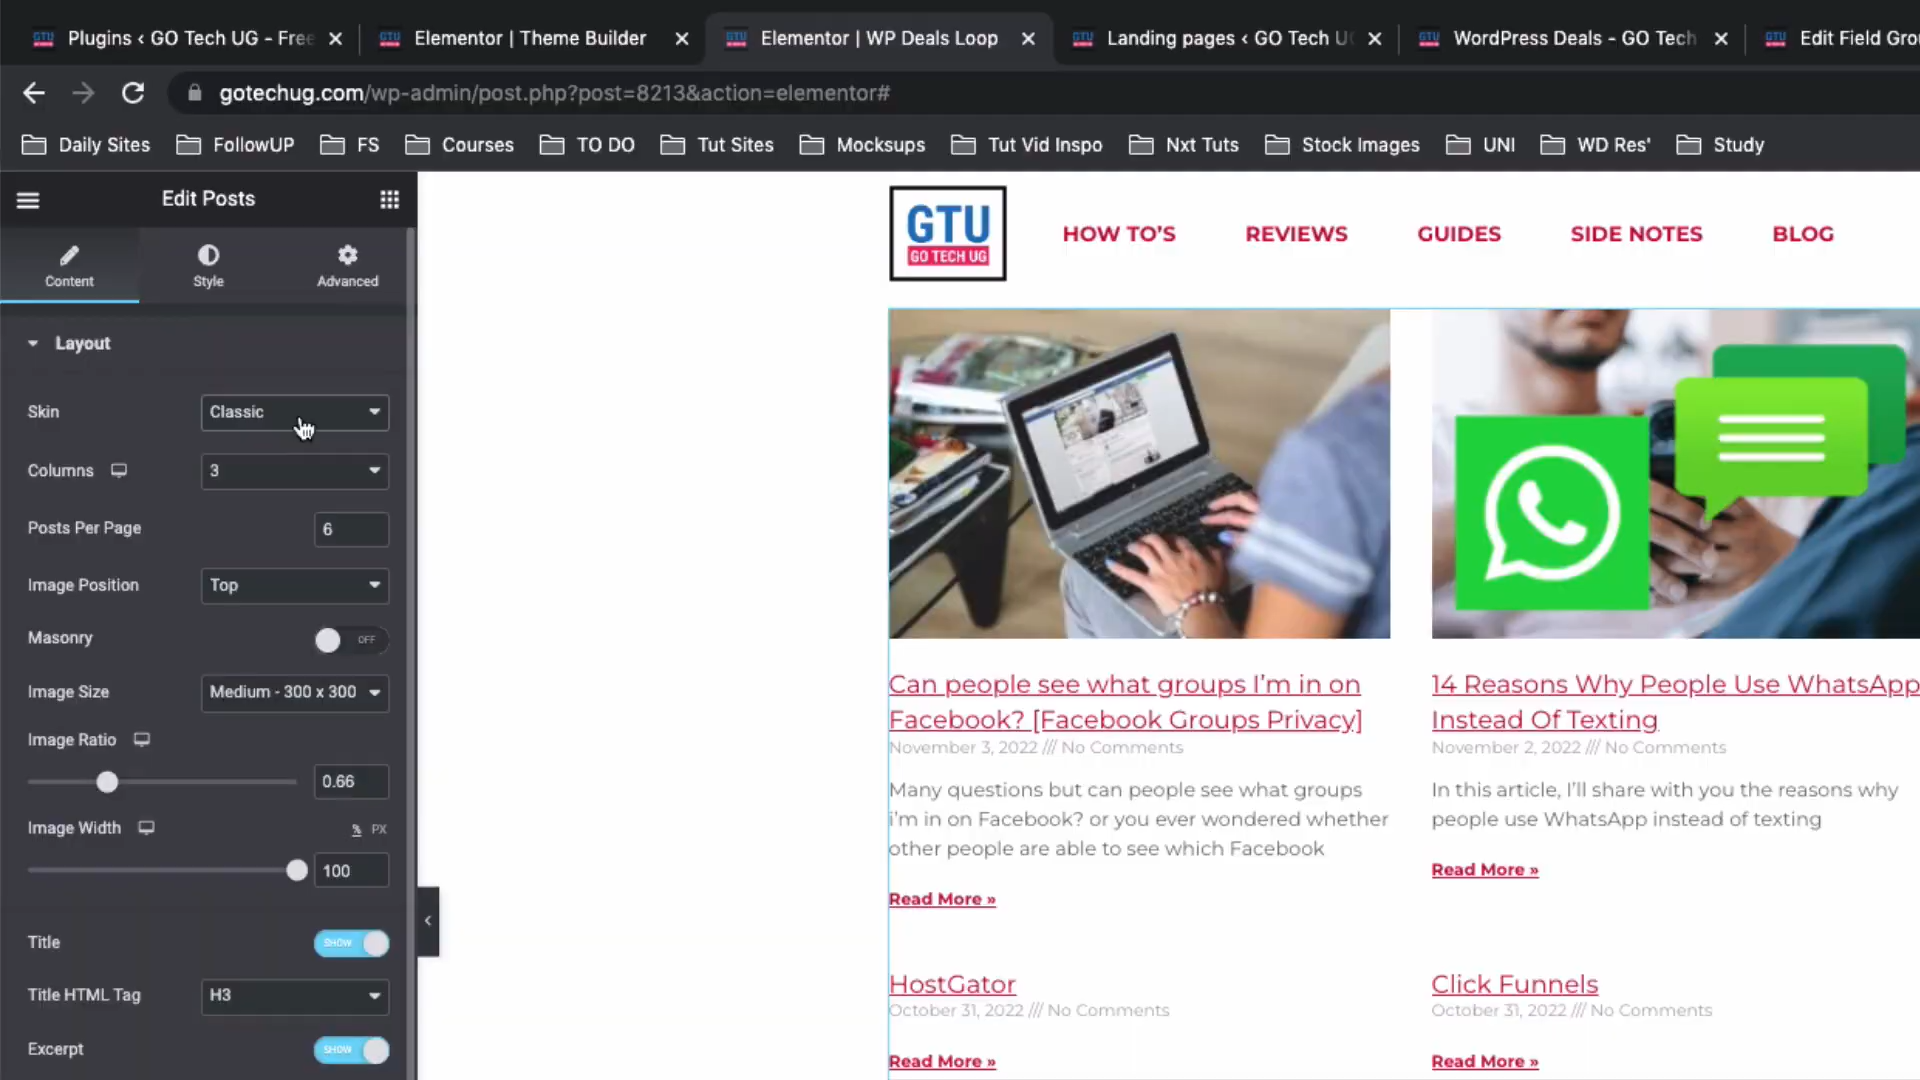 Plugins ‹ GO Tech UG - Free
Elementor | Theme Builder
Elementor | WP Deals Loop
Landing pages ‹ GO Tech U
WordPress Deals - GO Tech
Edit Field Gro
gotechug.com/wp-admin/post.php?post=8213&action=elementor#
Daily Sites
FollowUP
FS
Courses
TO DO
Tut Sites
Mocksups
Tut Vid Inspo
Nxt Tuts
Stock Images
UNI
WD Res'
Study
Edit Posts
Content
Style
Advanced
Layout
Skin
Classic
Columns
3
Posts Per Page
6
Image Position
Top
Masonry
OFF
Image Size
Medium - 300 x 300
Image Ratio
0.66
Image Width
% PX
100
Title
SHOW
Title HTML Tag
H3
Excerpt
SHOW
GTU
GO TECH UG
HOW TO'S
REVIEWS
GUIDES
SIDE NOTES
BLOG
Can people see what groups I'm in on
Facebook? [Facebook Groups Privacy]
November 3, 2022 /// No Comments
Many questions but can people see what groups
i'm in on Facebook? or you ever wondered whether
other people are able to see which Facebook
Read More »
14 Reasons Why People Use WhatsApp
Instead Of Texting
November 2, 2022 /// No Comments
In this article, I'll share with you the reasons why
people use WhatsApp instead of texting
Read More »
HostGator
October 31, 2022 /// No Comments
Read More »
Click Funnels
October 31, 2022 /// No Comments
Read More »